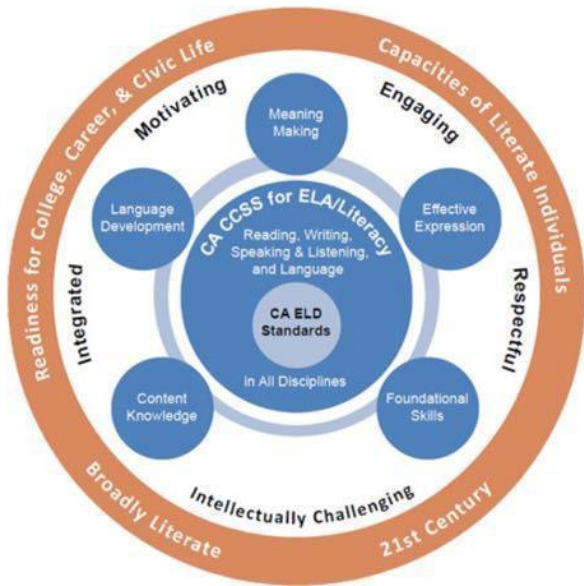 Readiness for College, Career, & Civic Life
Capacities of Literate Individuals
Motivating
Engaging
Meaning
Making
Language
Development
Effective
Expression
CA CCSS for ELA/Literacy
Reading, Writing,
Speaking & Listening,
and Language
CA ELD
Standards
in All Disciplines
Integrated
Respectful
Content
Knowledge
Foundational
Skills
Intellectually Challenging
Broadly Literate
21st Century